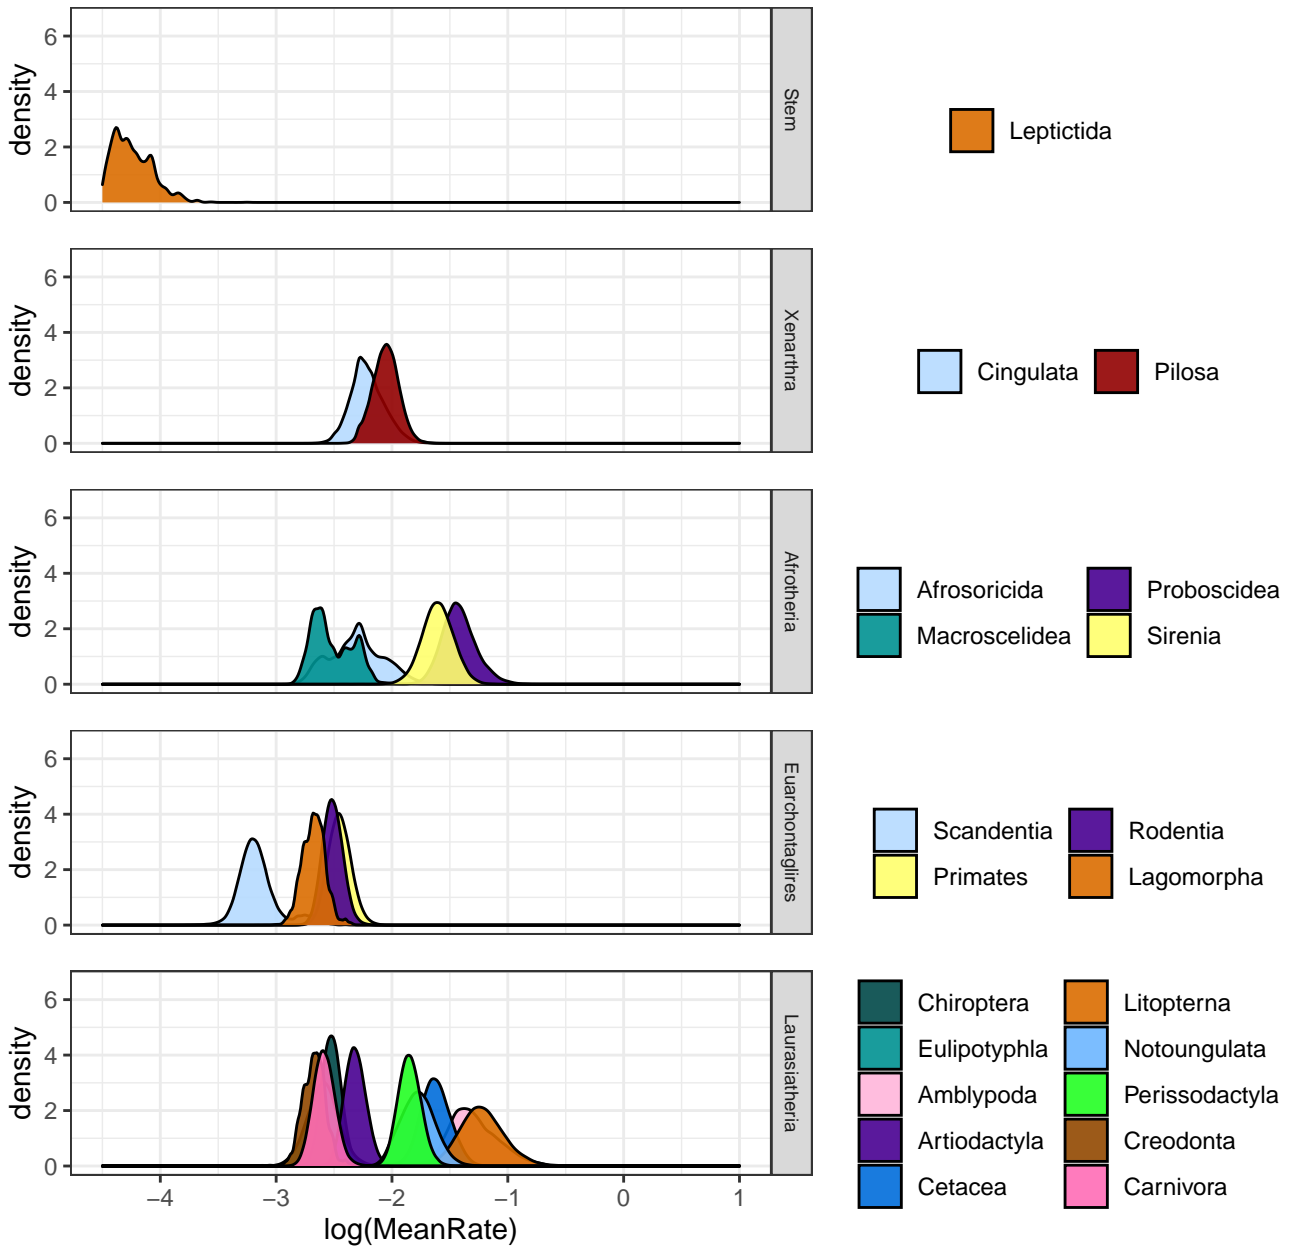 density
6
4
2
0
Stem
Leptictida
density
6
4
2
0
Xenarthra
Cingulata Pilosa
density
6
4
2
0
Afrotheria
Afrosoricida Proboscidea
Macroscelidea Sirenia
density
6
4
2
0
Euarchontaglires
Scandentia Rodentia
Primates Lagomorpha
density
6
4
2
0
Laurasiatheria
Chiroptera Litopterna
Eulipotyphla Notoungulata
Amblypoda Perissodactyla
Artiodactyla Creodonta
Cetacea Carnivora
−4 −3 −2 −1 0 1
log(MeanRate)